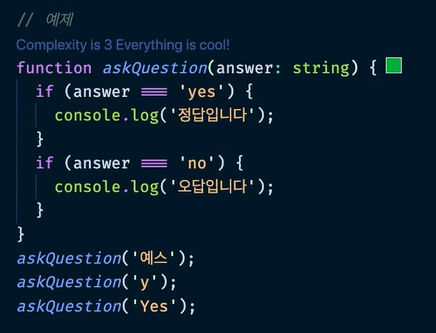 // 예제
Complexity is 3 Everything is cool!
function askQuestion(answer: string) {
if (answer === 'yes') {
console.log('정답입니다');
}
if (answer === 'no') {
console.log('오답입니다');
}
}
askQuestion('예스');
askQuestion('y');
askQuestion('Yes');